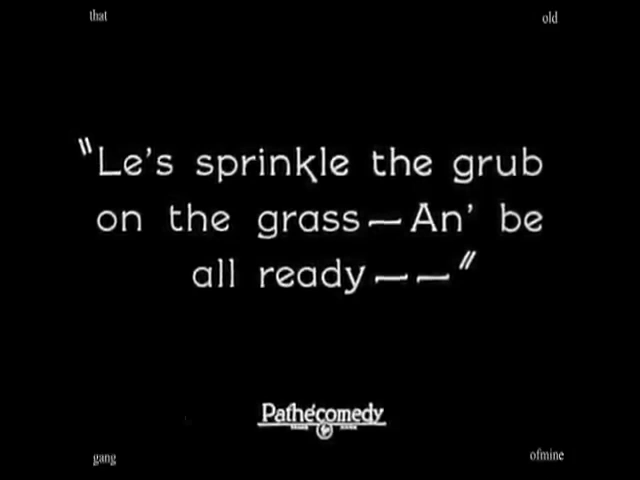 that old
"Le's sprinkle the grub
on the grass — An' be
all ready — — "
Pathécomedy
gang ofmine